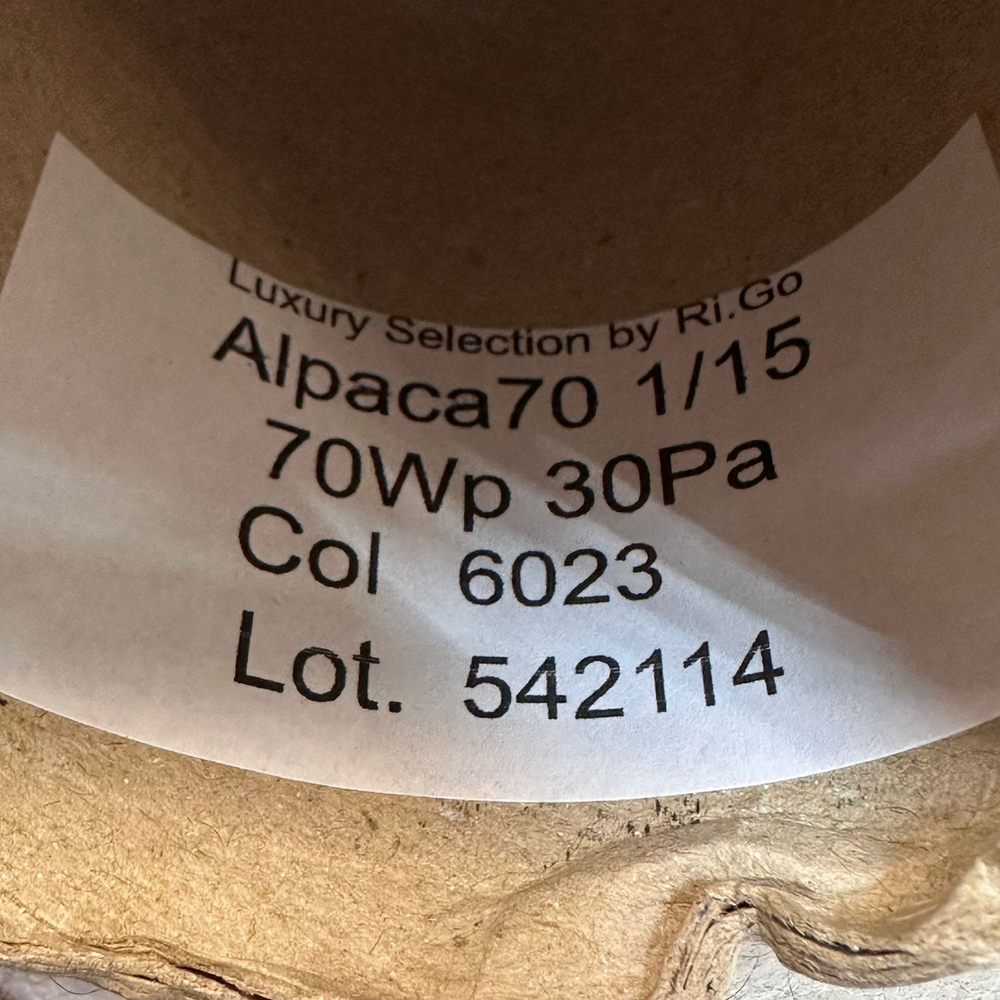 Luxury Selection by Ri.Go
Alpaca70 1/15
70Wp 30Pa
Col 6023
Lot. 542114